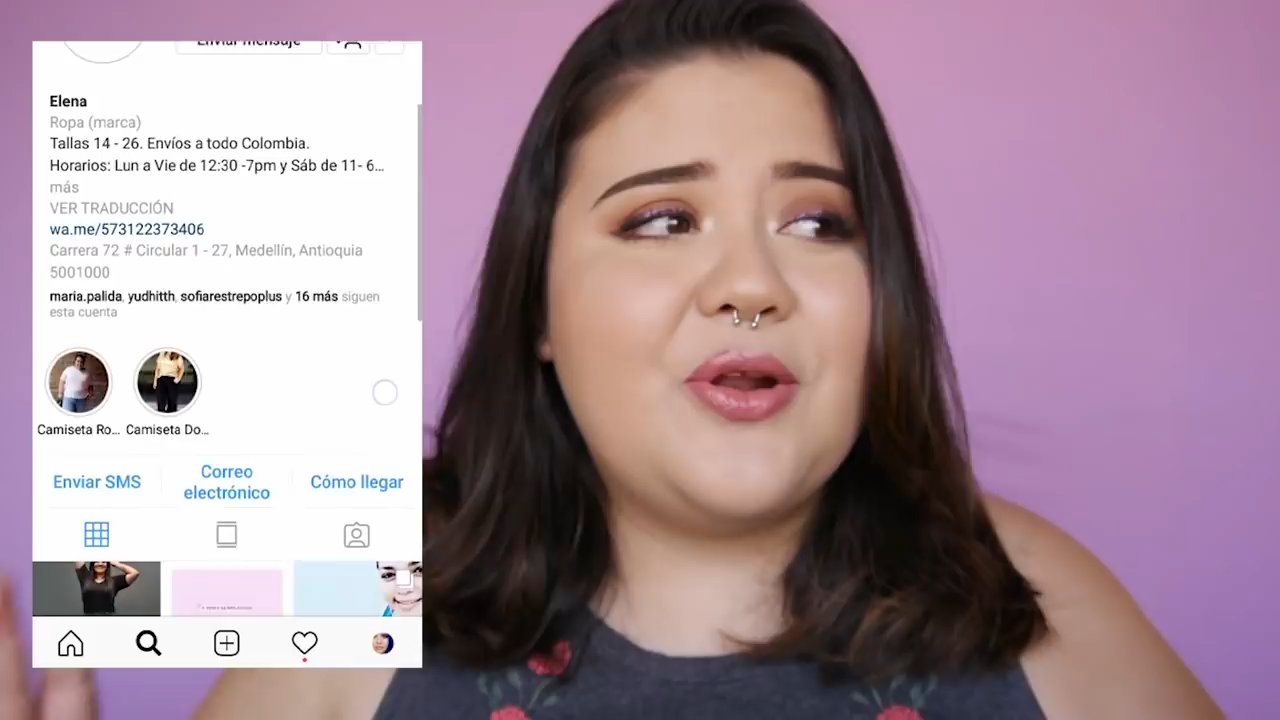 Enviar mensaje
Elena
Ropa (marca)
Tallas 14 - 26. Envíos a todo Colombia.
Horarios: Lun a Vie de 12:30 -7pm y Sáb de 11- 6...
más
VER TRADUCCIÓN
wa.me/573122373406
Carrera 72 # Circular 1 - 27, Medellín, Antioquia
5001000
maria.palida, yudhitth, sofiarestrepoplus y 16 más siguen
esta cuenta
Camiseta Ro... Camiseta Do...
Enviar SMS
Correo
electrónico
Cómo llegar